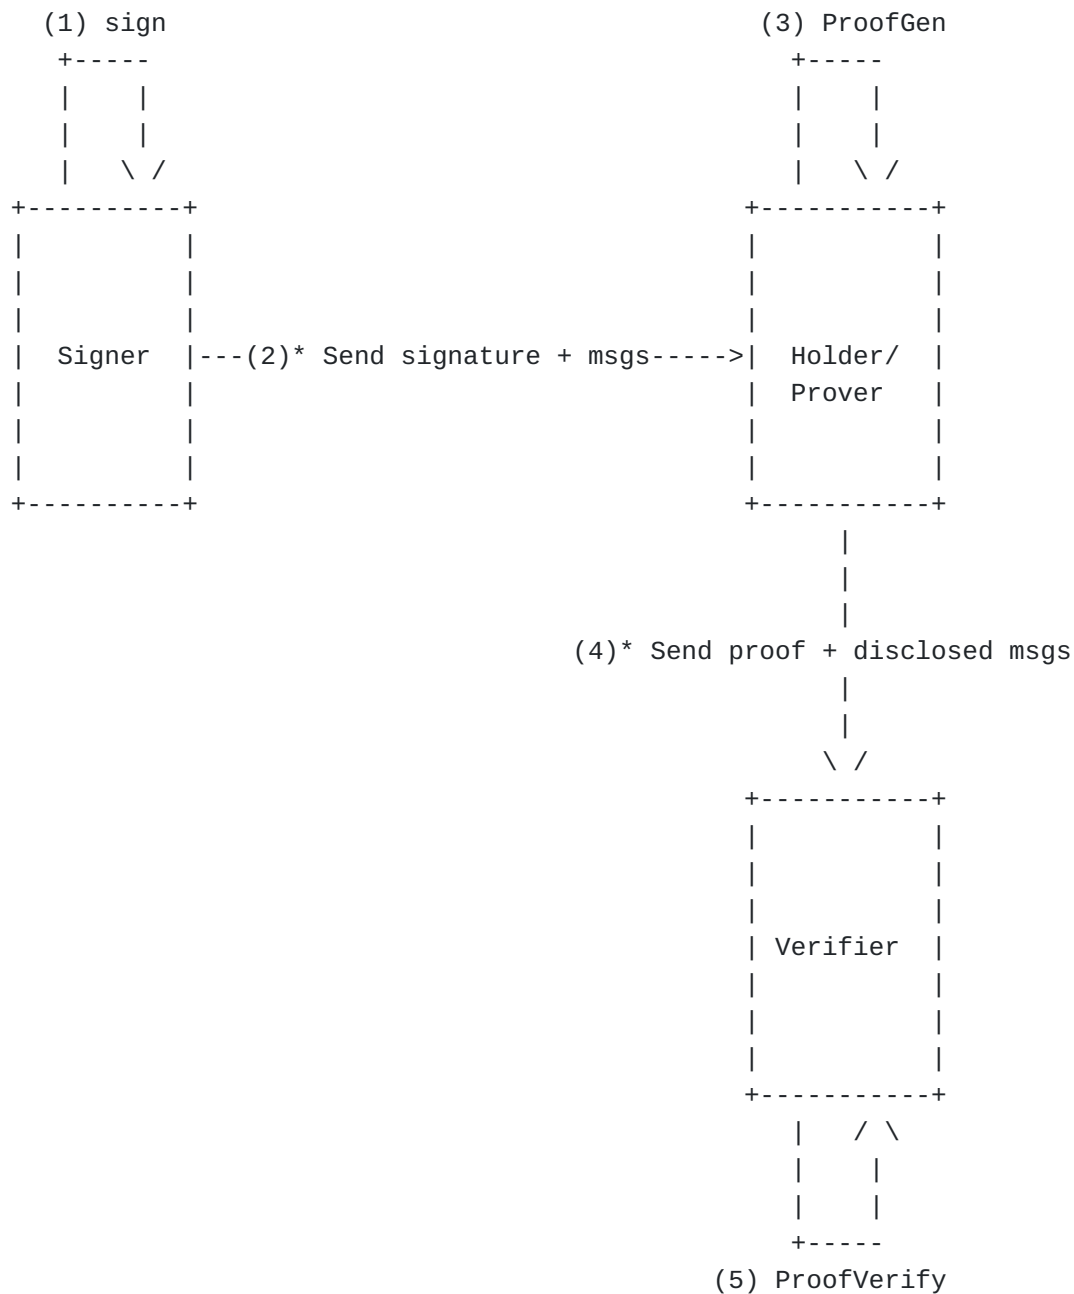 (1) sign (3) ProofGen
Signer ---(2)* Send signature + msgs-----> Holder/
Prover
(4)* Send proof + disclosed msgs
Verifier
(5) ProofVerify